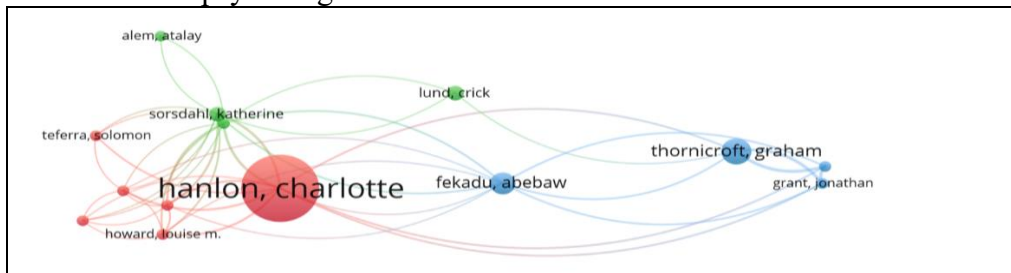 alem, atalay
lund, crick
sorsdahl, katherine
teferra, solomon
thornicroft, graham
hanlon, charlotte
fekadu, abebaw
grant, jonathan
howard, louise m.